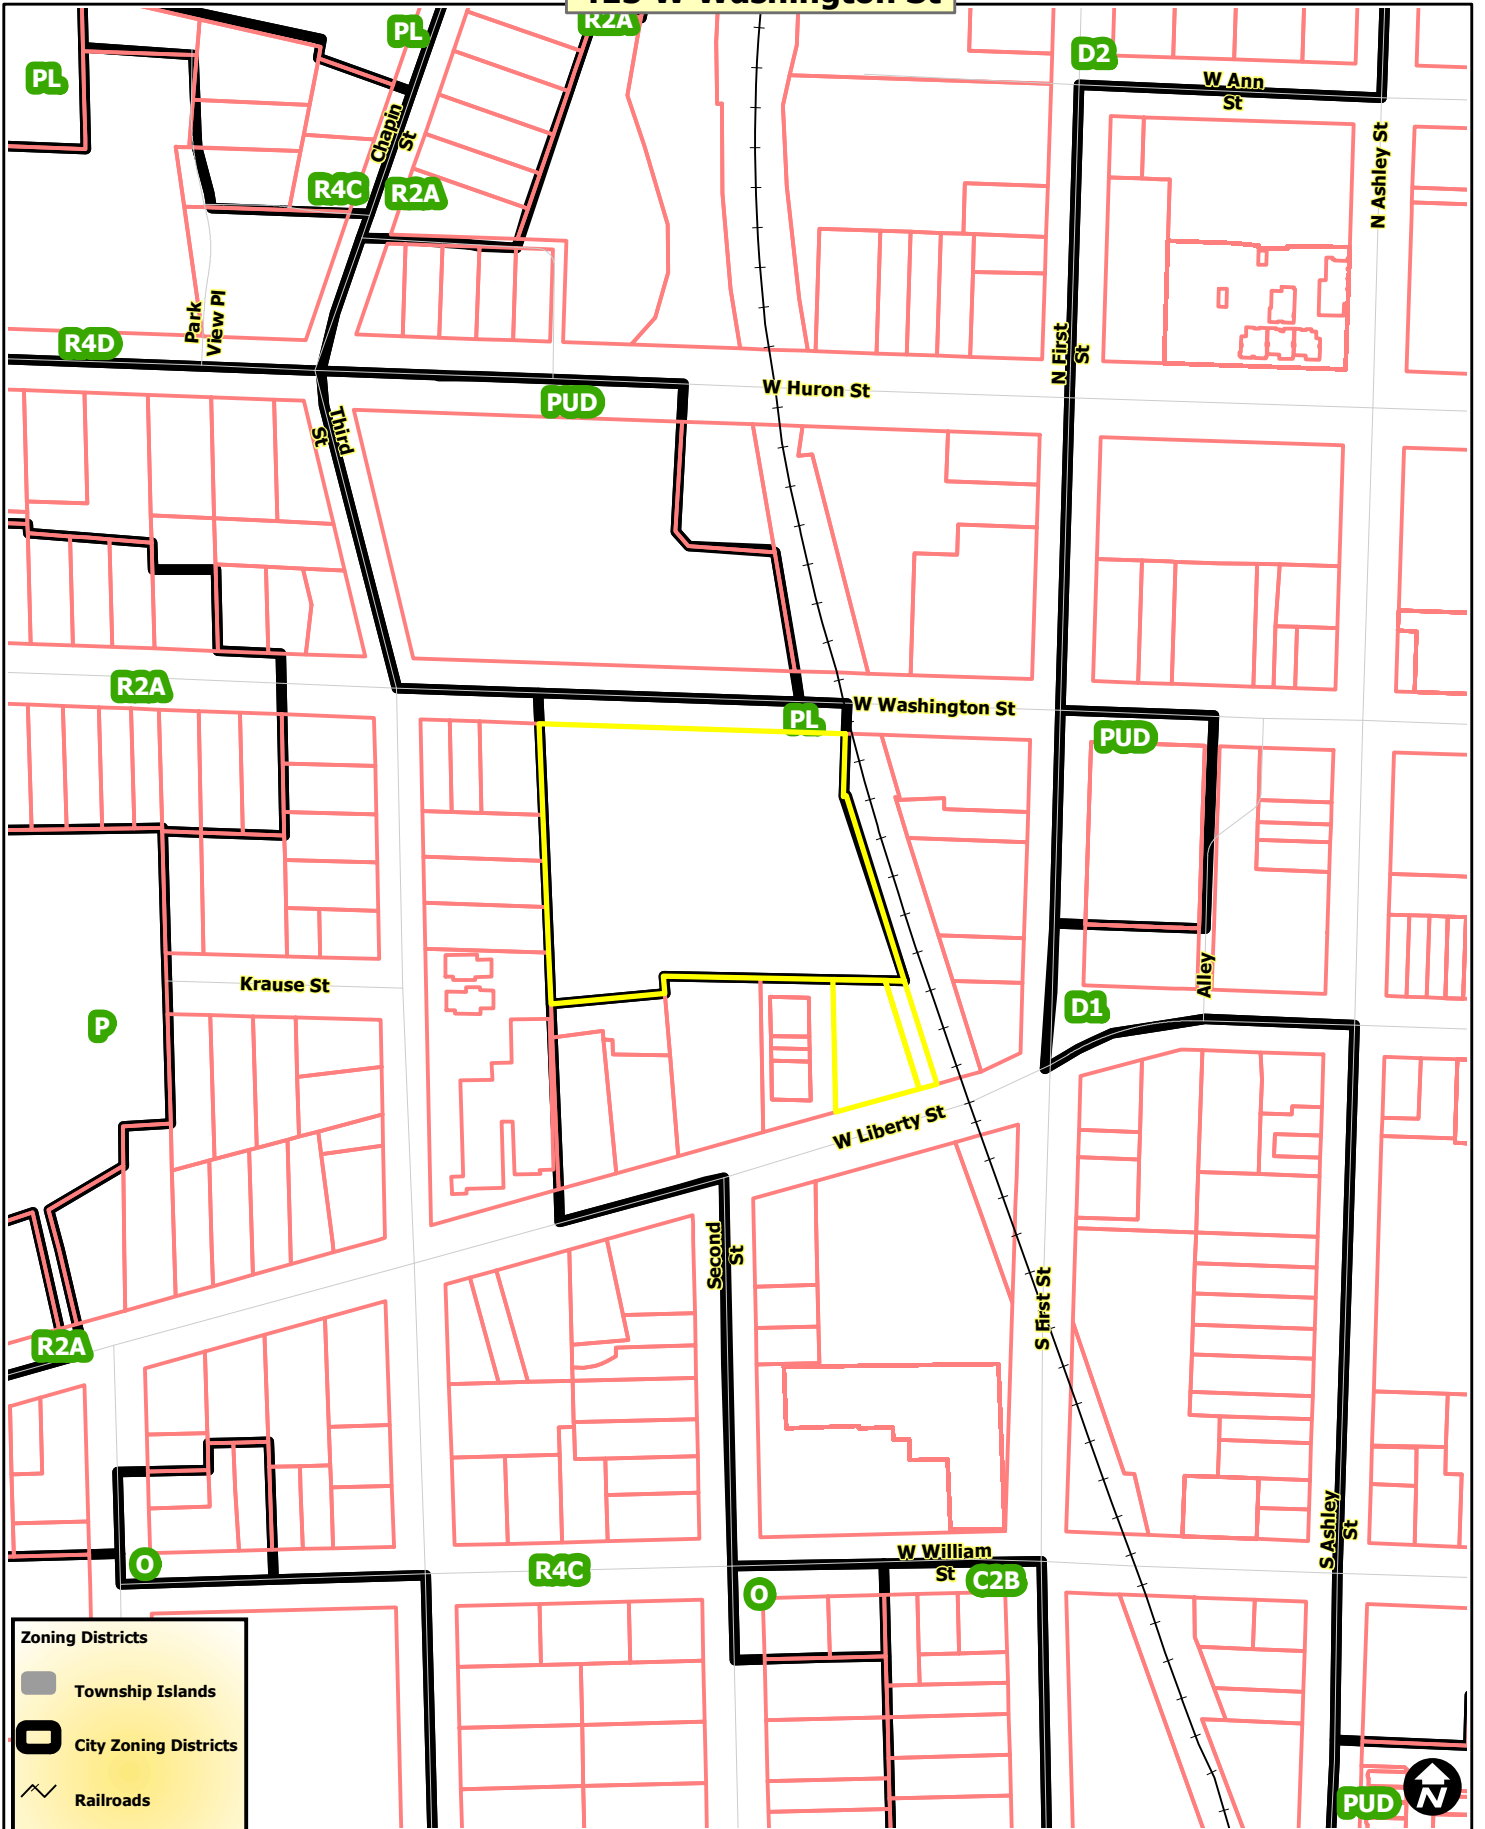 W Washington St
PL
R2A
D2
PL
W Ann
St
Chapin
St
N Ashley St
R4C
R2A
Park
View Pl
R4D
N First
St
W Huron St
PUD
Third
St
R2A
W Washington St
PL
PUD
Alley
Krause St
P
D1
W Liberty St
Second
St
S First St
R2A
S Ashley
St
O
R4C
W William
St
C2B
O
Zoning Districts
Township Islands
City Zoning Districts
Railroads
PUD
N